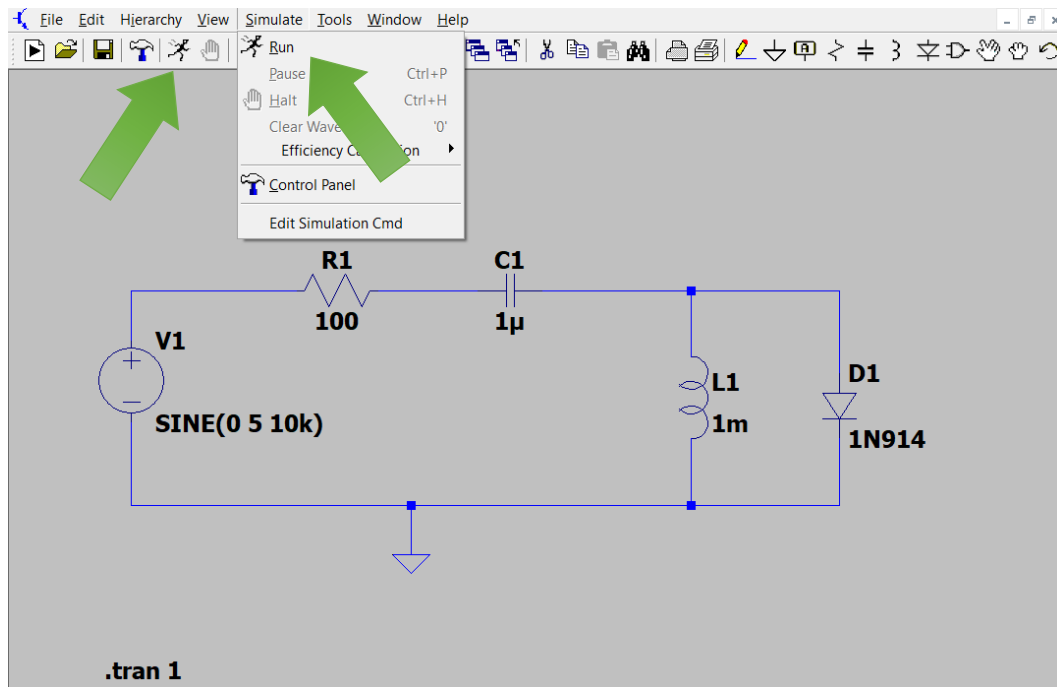 File Edit Hierarchy View Simulate Tools Window Help
Run
Pause Ctrl+P
Halt Ctrl+H
Clear '0'
Efficiency
Control Panel
Edit Simulation Cmd
R1
100
C1
1µ
V1
SINE(0 5 10k)
L1
1m
D1
1N914
.tran 1